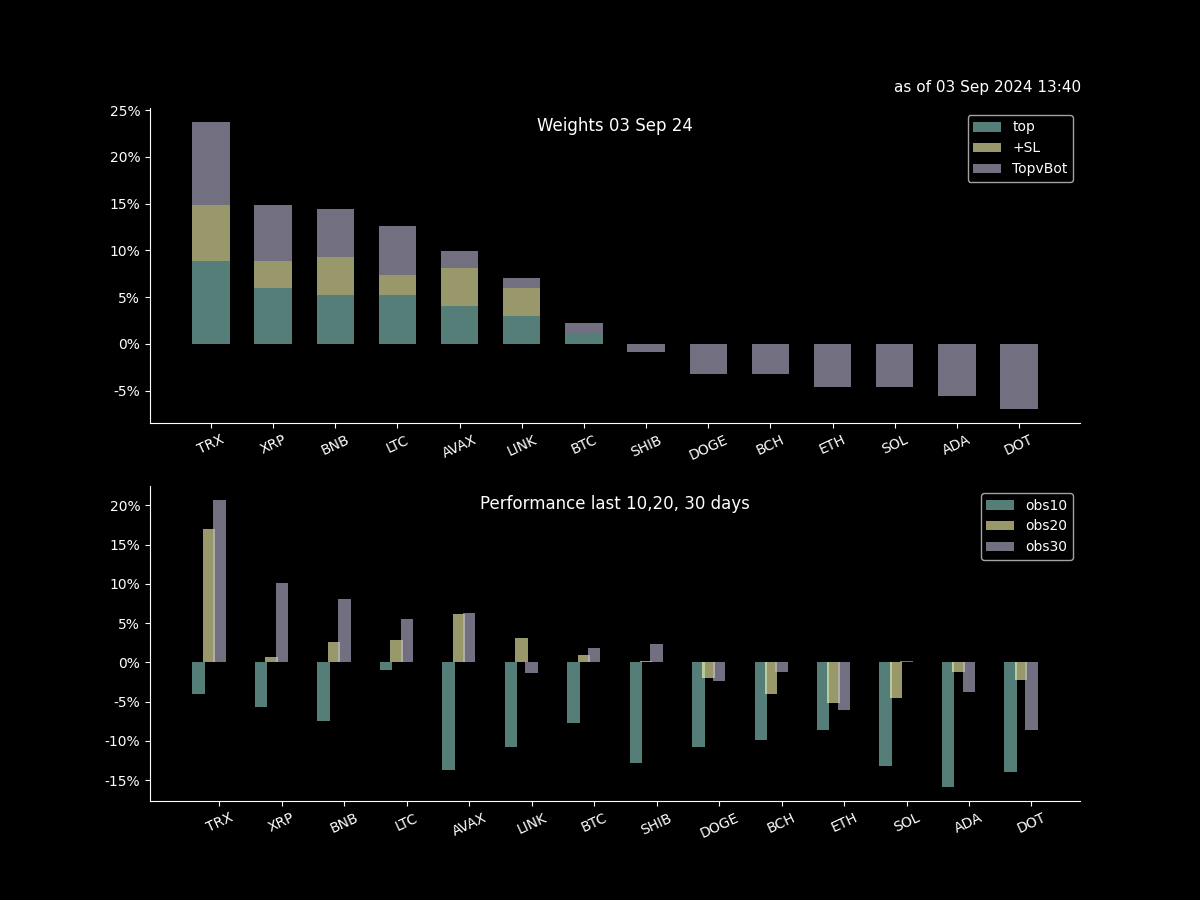 as of 03 Sep 2024 13:40
Weights 03 Sep 24
top
+SL
TopvBot
25%
20%
15%
10%
5%
0%
-5%
TRX XRP BNB LTC AVAX LINK BTC SHIB DOGE BCH ETH SOL ADA DOT
Performance last 10,20, 30 days
obs10
obs20
obs30
20%
15%
10%
5%
0%
-5%
-10%
-15%
TRX XRP BNB LTC AVAX LINK BTC SHIB DOGE BCH ETH SOL ADA DOT